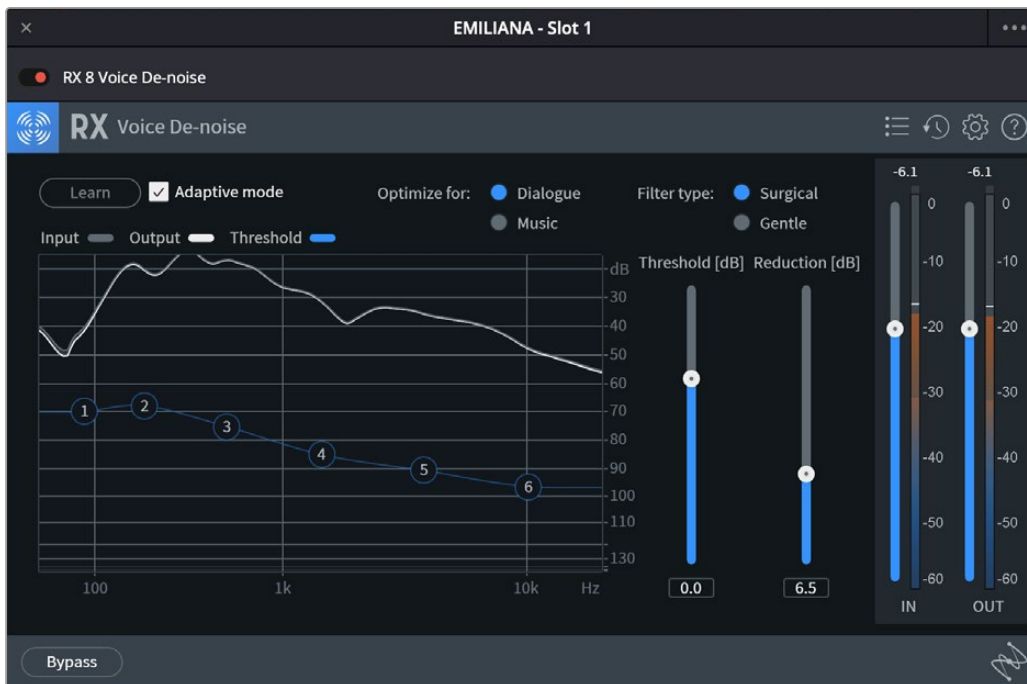 EMILIANA - Slot 1
RX 8 Voice De-noise
RX Voice De-noise
Learn Adaptive mode Optimize for: Dialogue Filter type: Surgical
Music Gentle
Input Output Threshold
Threshold [dB] Reduction [dB]
dB
-30
-40
-50
-60
-70
-80
-90
-100
-110
-130
1 2 3 4 5 6
100 1k 10k Hz
0.0 6.5
-6.1 -6.1
0 0
-10 -10
-20 -20
-30 -30
-40 -40
-50 -50
-60 -60
IN OUT
Bypass